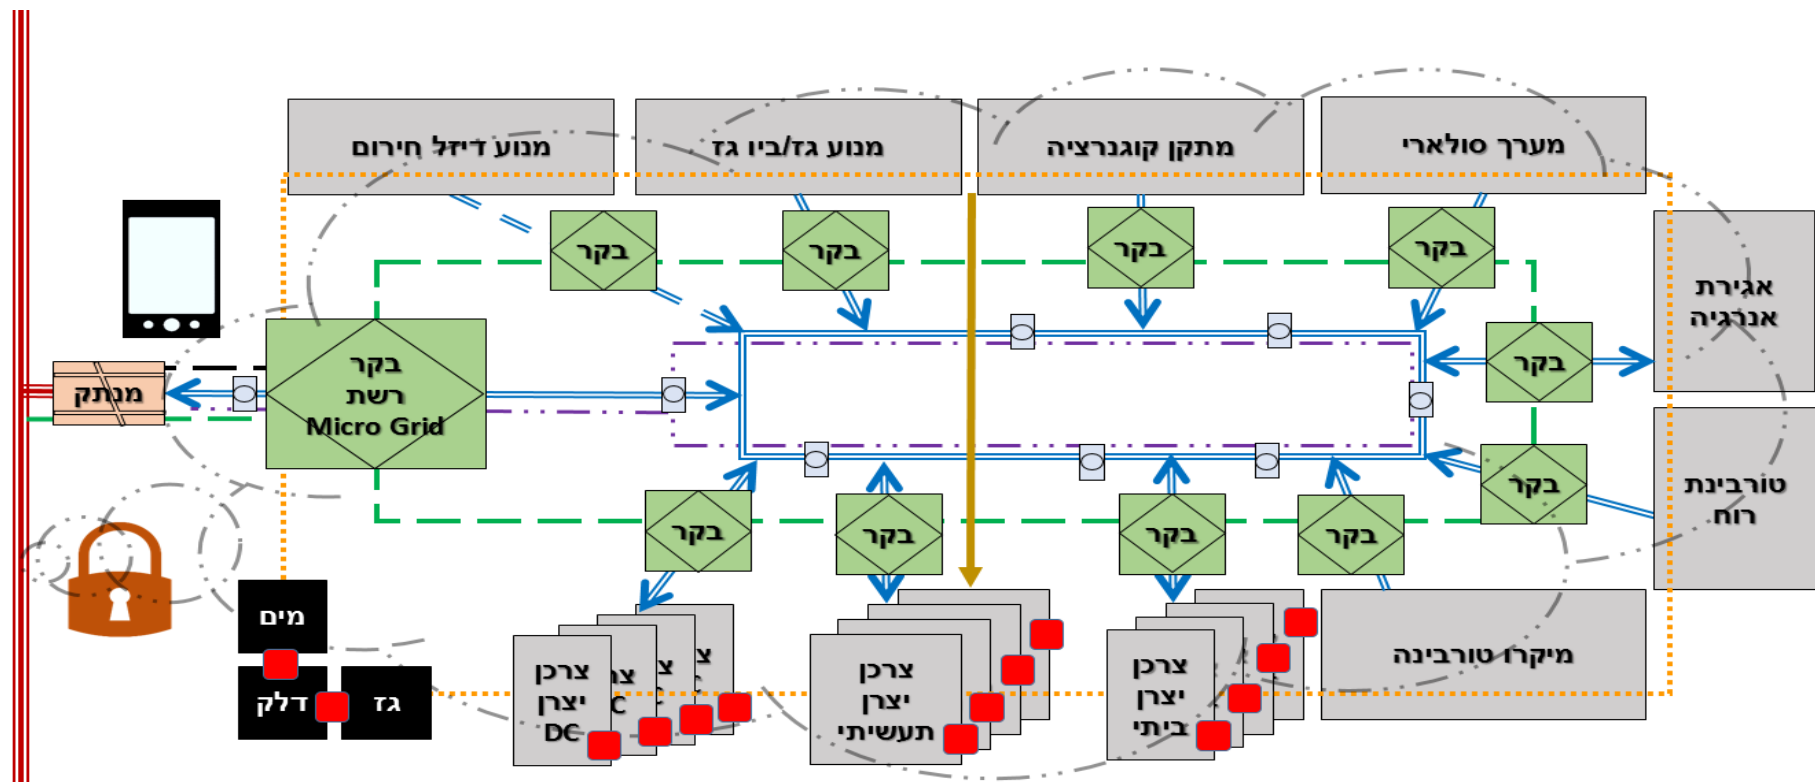 מערך סולארי
מתקן קוגנרציה
מנוע גז/ביו גז
מנוע דיזל חירום
בקר
בקר
בקר
בקר
אגירת
אנרגיה
בקר
בקר
רשת
Micro Grid
מנתק
טורבינת
רוח
בקר
בקר
בקר
בקר
בקר
מים
דלק
גז
מיקרו טורבינה
צרכן
יצרן
ביתי
צרכן
יצרן
תעשיתי
צרכן
יצרן
DC